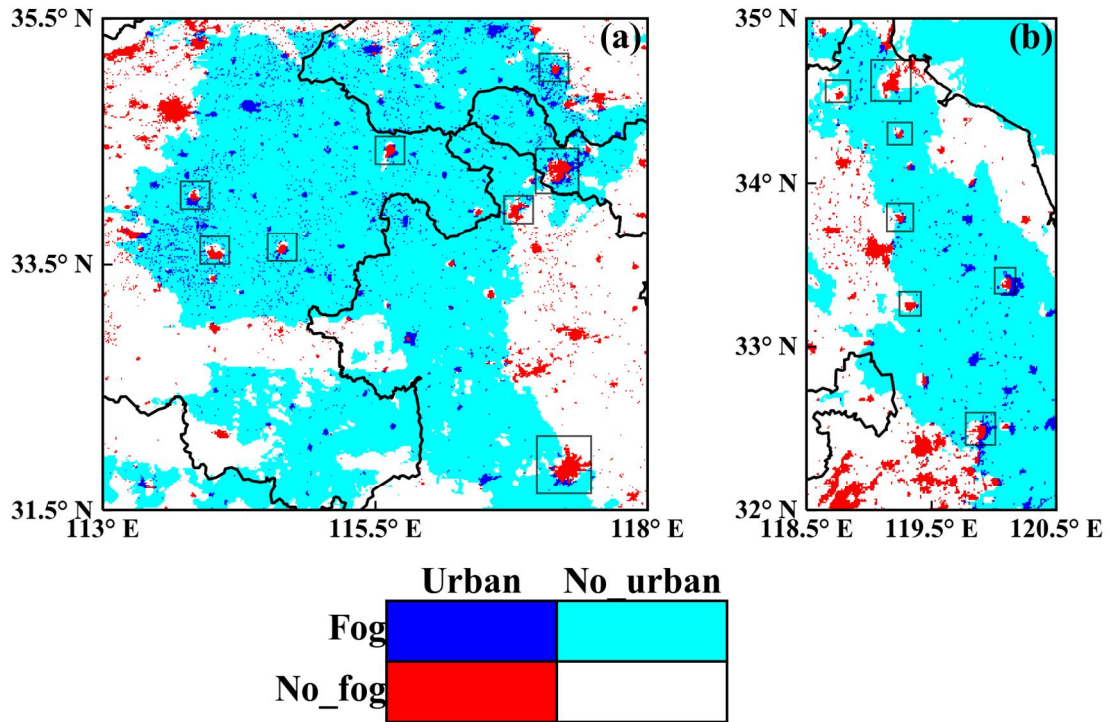 35.5° N
33.5° N
31.5° N
113° E
115.5° E
118° E
(a)
35° N
34° N
33° N
32° N
118.5° E
119.5° E
120.5° E
(b)
Urban No_urban
Fog
No_fog